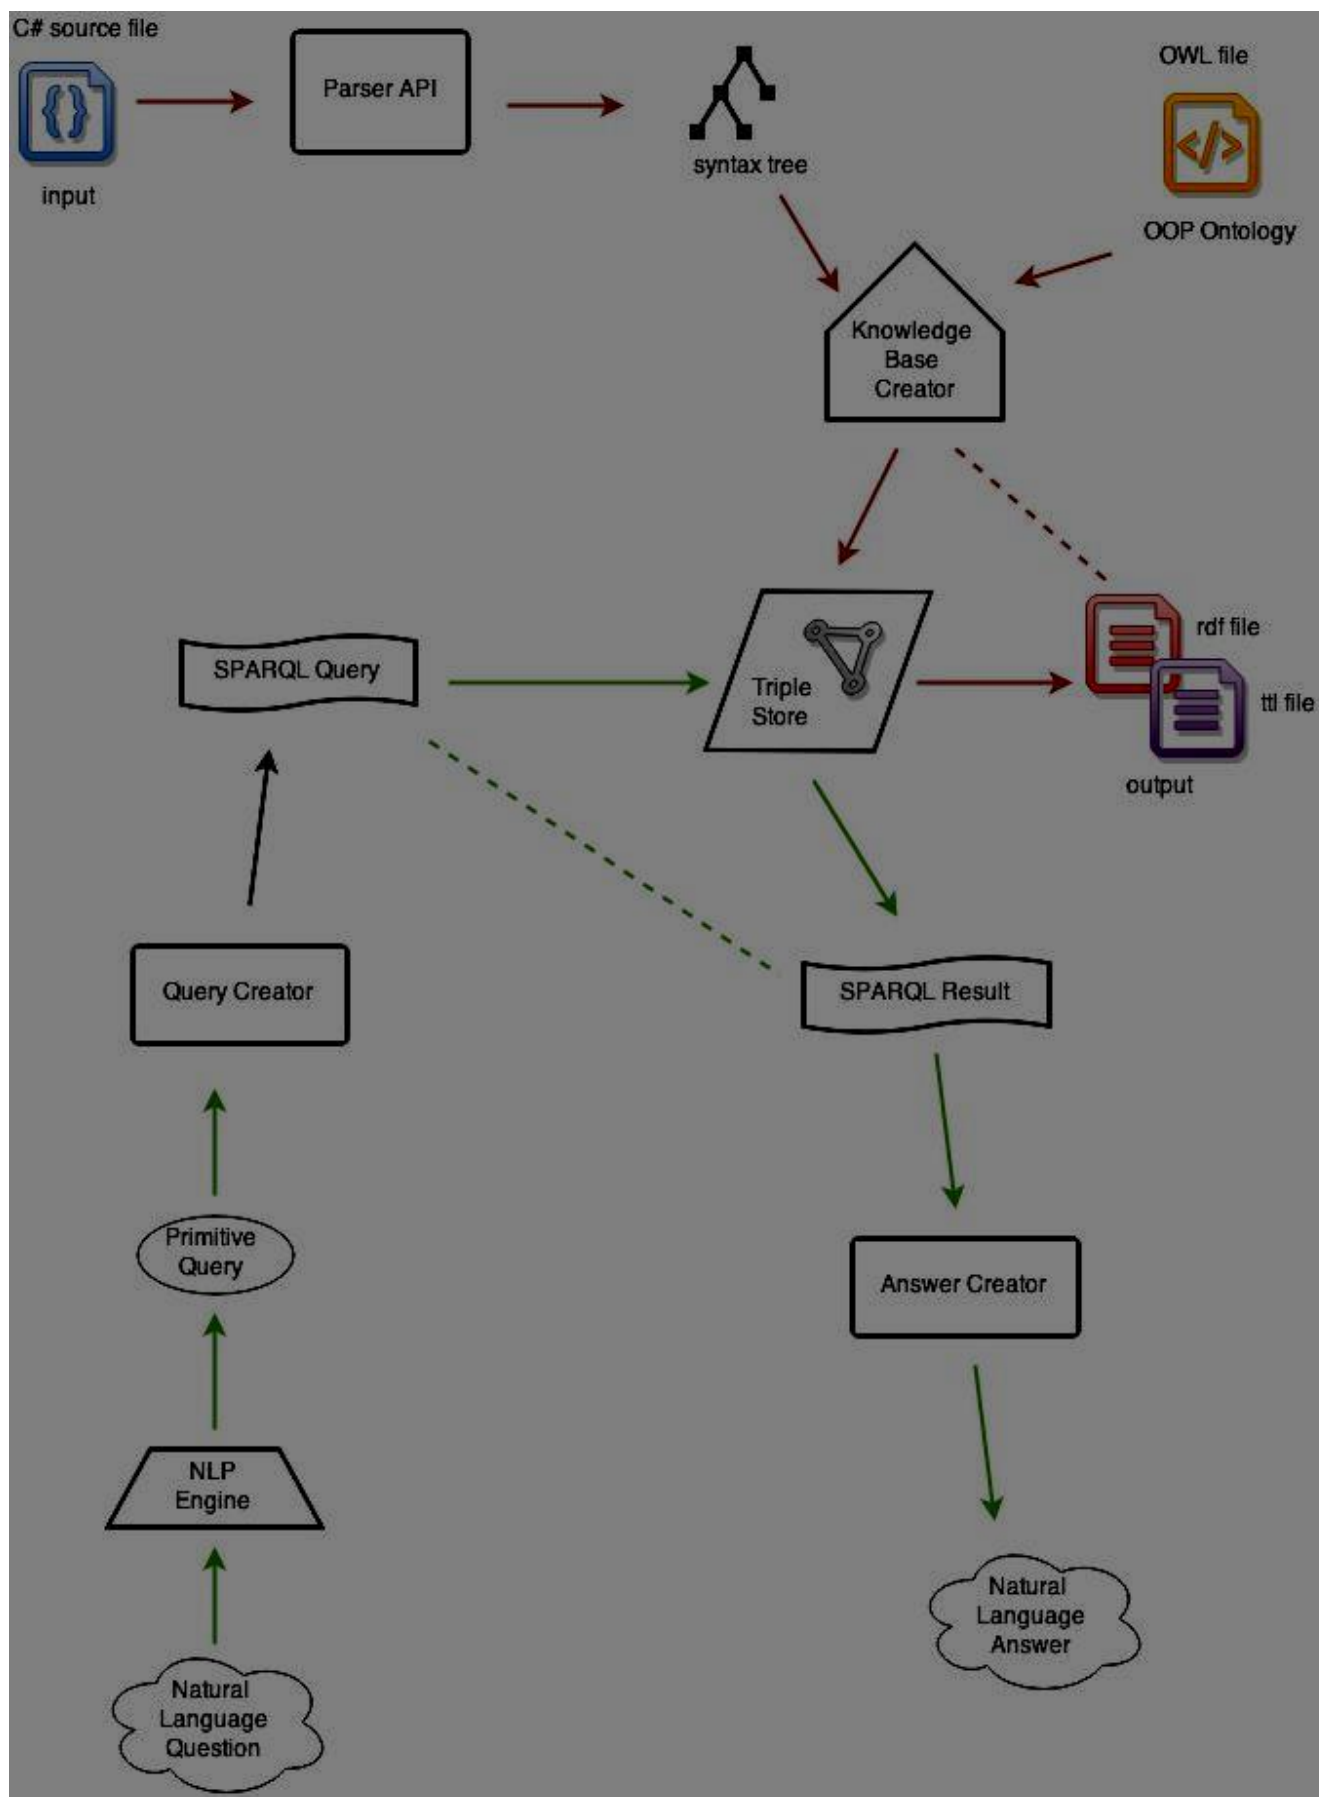 C# source file
input
Parser API
syntax tree
OWL file
OOP Ontology
Knowledge
Base
Creator
rdf file
ttl file
output
Triple
Store
SPARQL Query
Query Creator
SPARQL Result
Primitive
Query
Answer Creator
NLP
Engine
Natural
Language
Answer
Natural
Language
Question